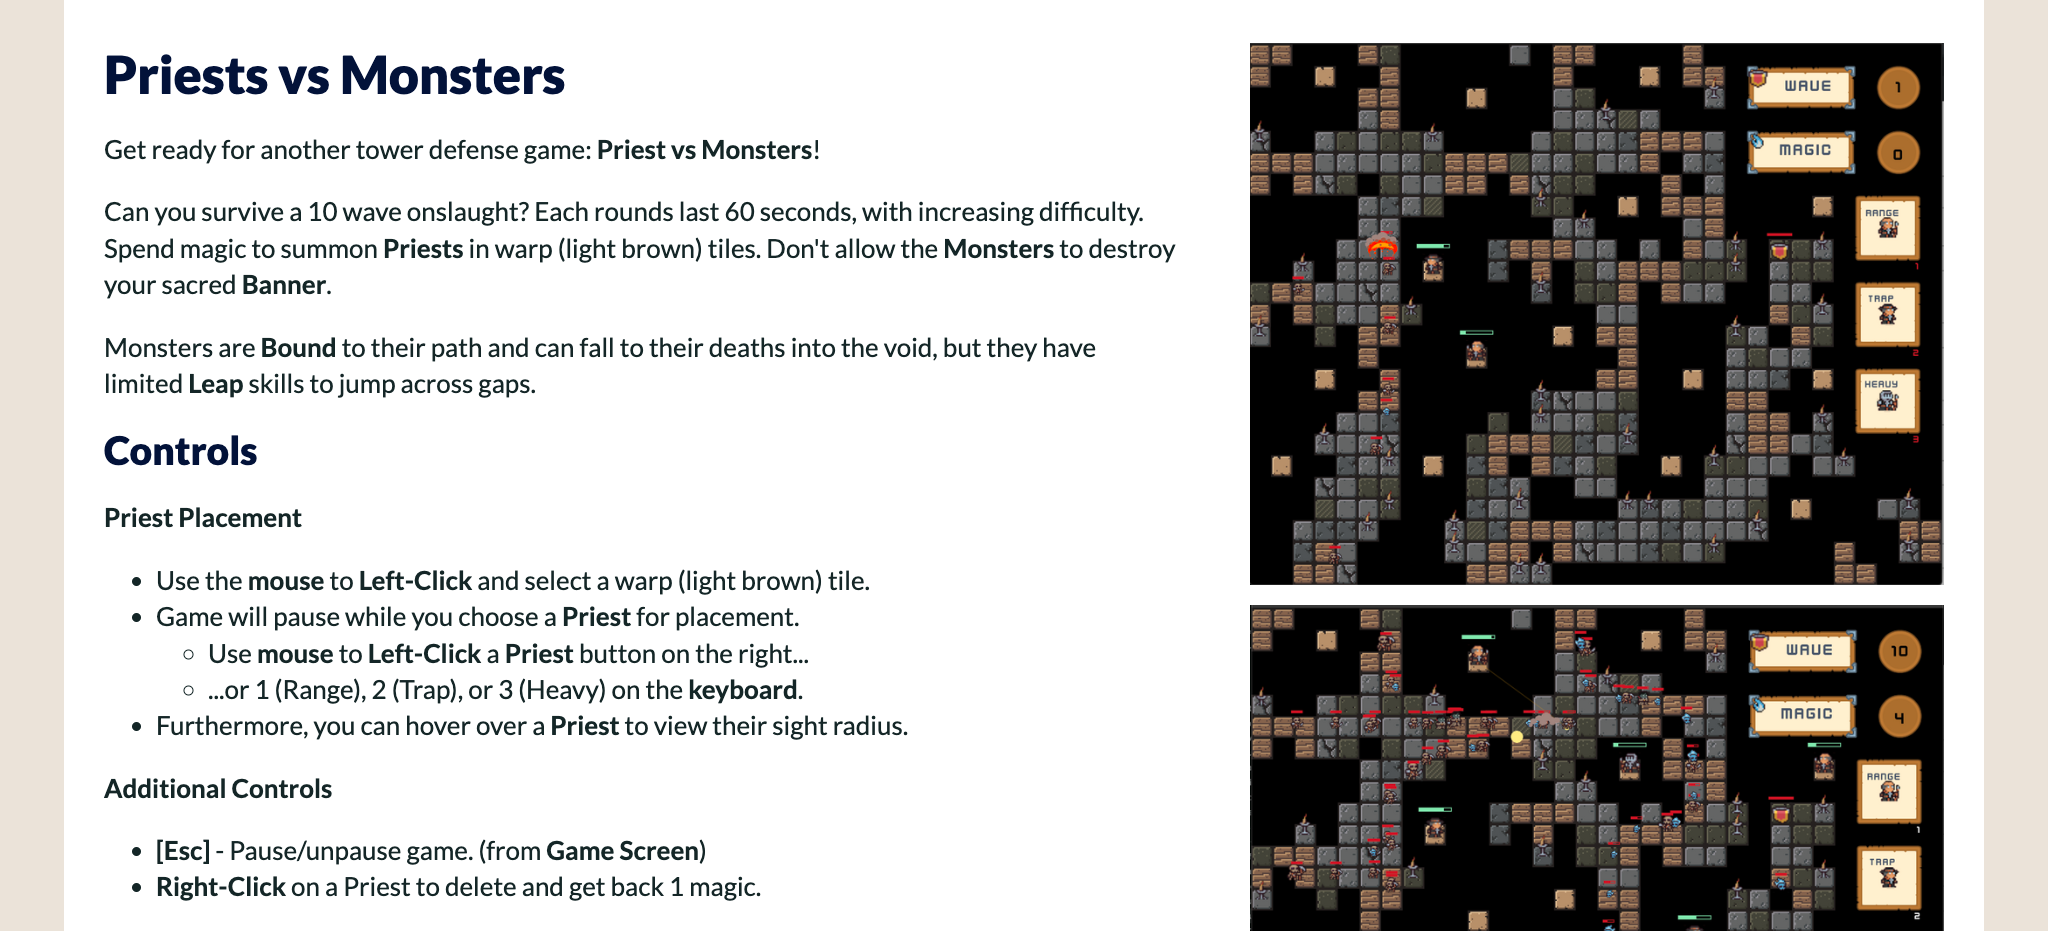 Priests vs Monsters
Get ready for another tower defense game: Priest vs Monsters!
Can you survive a 10 wave onslaught? Each rounds last 60 seconds, with increasing difficulty.
Spend magic to summon Priests in warp (light brown) tiles. Don't allow the Monsters to destroy
your sacred Banner.
Monsters are Bound to their path and can fall to their deaths into the void, but they have
limited Leap skills to jump across gaps.
Controls
Priest Placement
Use the mouse to Left-Click and select a warp (light brown) tile.
Game will pause while you choose a Priest for placement.
Use mouse to Left-Click a Priest button on the right...
...or 1 (Range), 2 (Trap), or 3 (Heavy) on the keyboard.
Furthermore, you can hover over a Priest to view their sight radius.
Additional Controls
[Esc] - Pause/unpause game. (from Game Screen)
Right-Click on a Priest to delete and get back 1 magic.
WAVE 1
MAGIC 0
RANGE
1
TRAP
2
HEAVY
3
WAVE 10
MAGIC 4
RANGE
1
TRAP
2